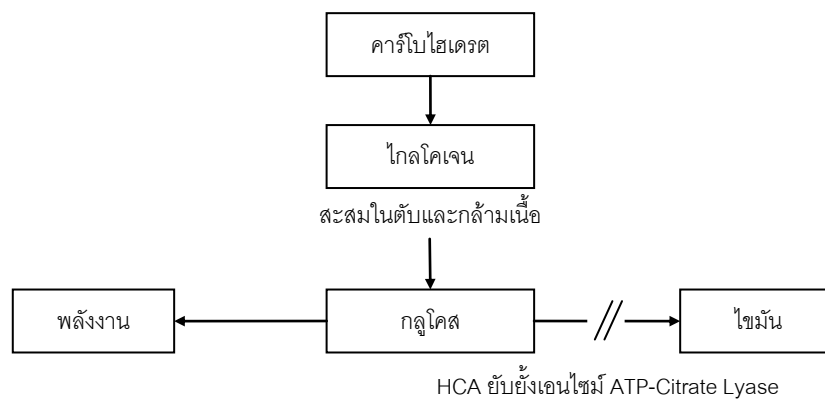 คาร์โบไฮเดรต
ไกลโคเจน
สะสมในตับและกล้ามเนื้อ
พลังงาน
กลูโคส
ไขมัน
HCA ยับยั้งเอนไซม์ ATP-Citrate Lyase